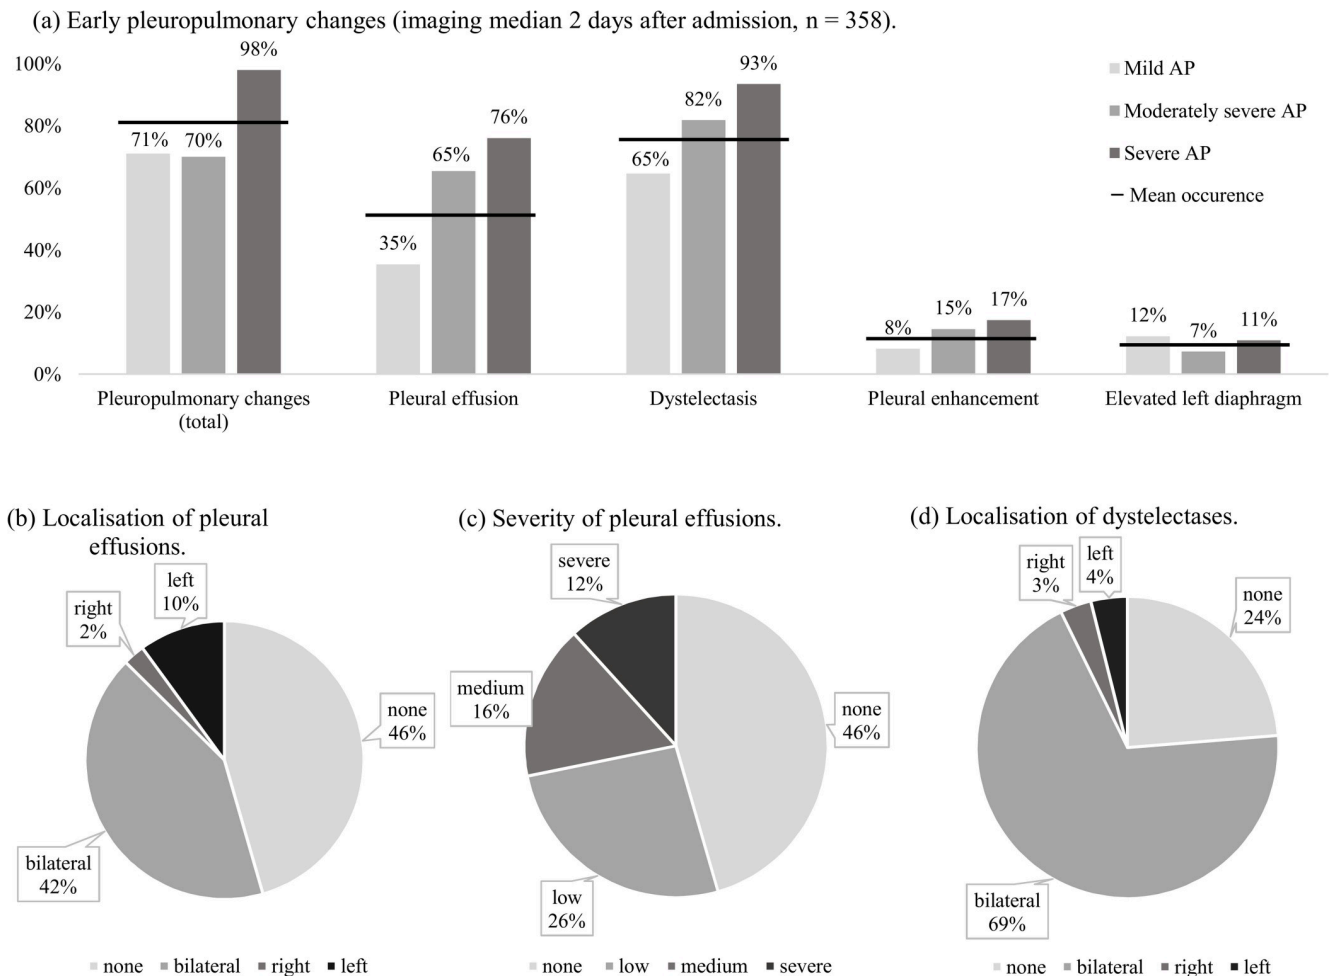 (a) Early pleuropulmonary changes (imaging median 2 days after admission, n = 358).
100%
80%
60%
40%
20%
0%
71%
70%
98%
35%
65%
76%
65%
82%
93%
8%
15%
17%
12%
7%
11%
Mild AP
Moderately severe AP
Severe AP
Mean occurence
Pleuropulmonary changes
(total)
Pleural effusion
Dystelectasis
Pleural enhancement
Elevated left diaphragm
(b) Localisation of pleural
effusions.
left
10%
right
2%
none
46%
bilateral
42%
none bilateral right left
(c) Severity of pleural effusions.
severe
12%
medium
16%
none
46%
low
26%
none low medium severe
(d) Localisation of dystelectases.
left
4%
right
3%
none
24%
bilateral
69%
none bilateral right left